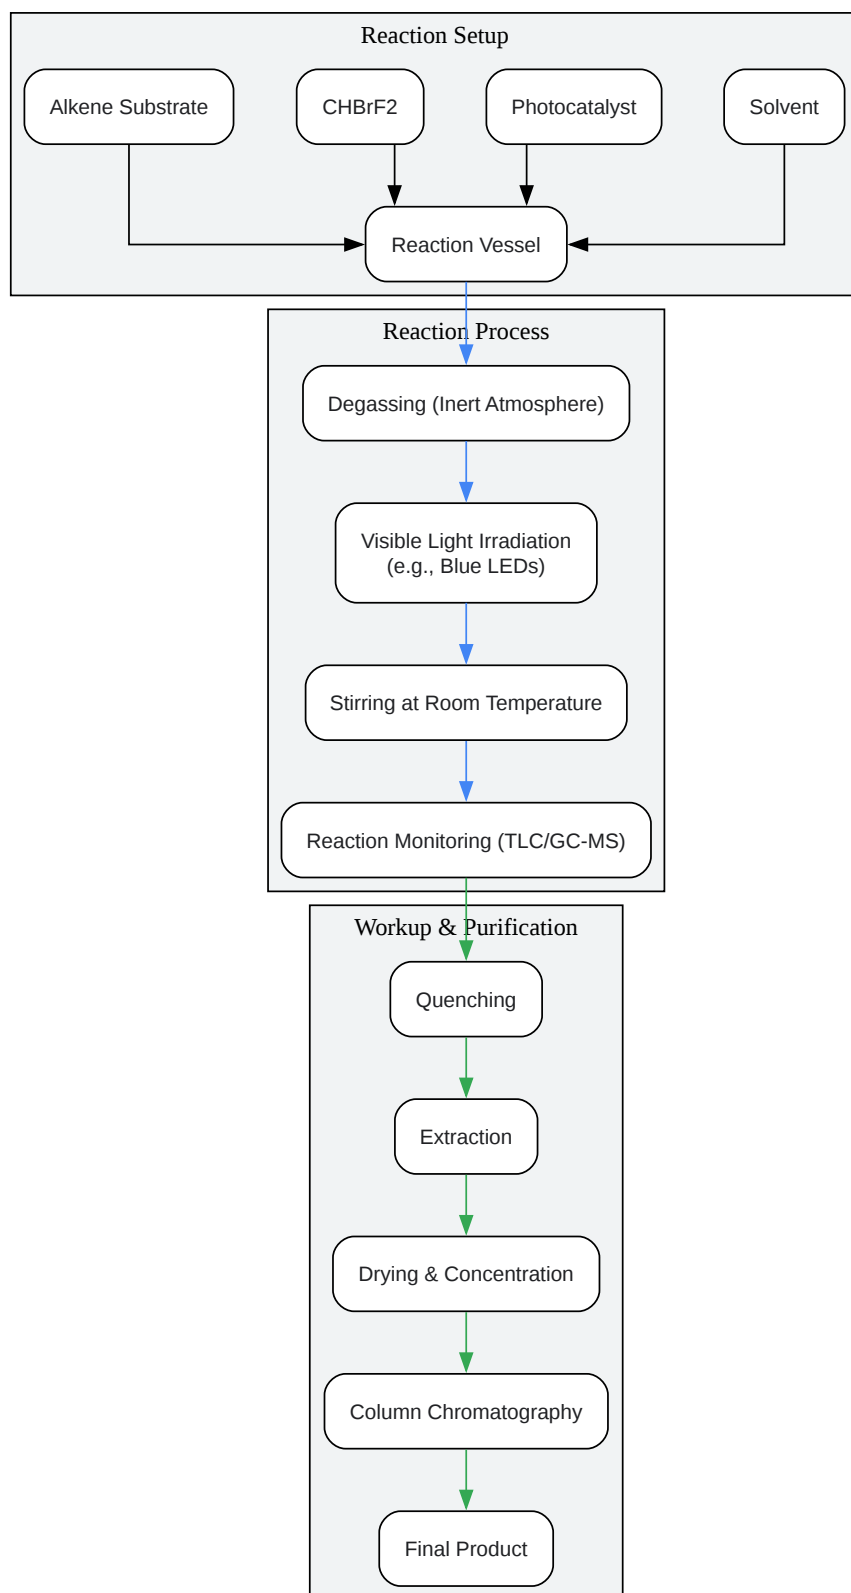 Reaction Setup
Alkene Substrate
CHBrF2
Photocatalyst
Solvent
Reaction Vessel
Reaction Process
Degassing (Inert Atmosphere)
Visible Light Irradiation
(e.g., Blue LEDs)
Stirring at Room Temperature
Reaction Monitoring (TLC/GC-MS)
Workup & Purification
Quenching
Extraction
Drying & Concentration
Column Chromatography
Final Product